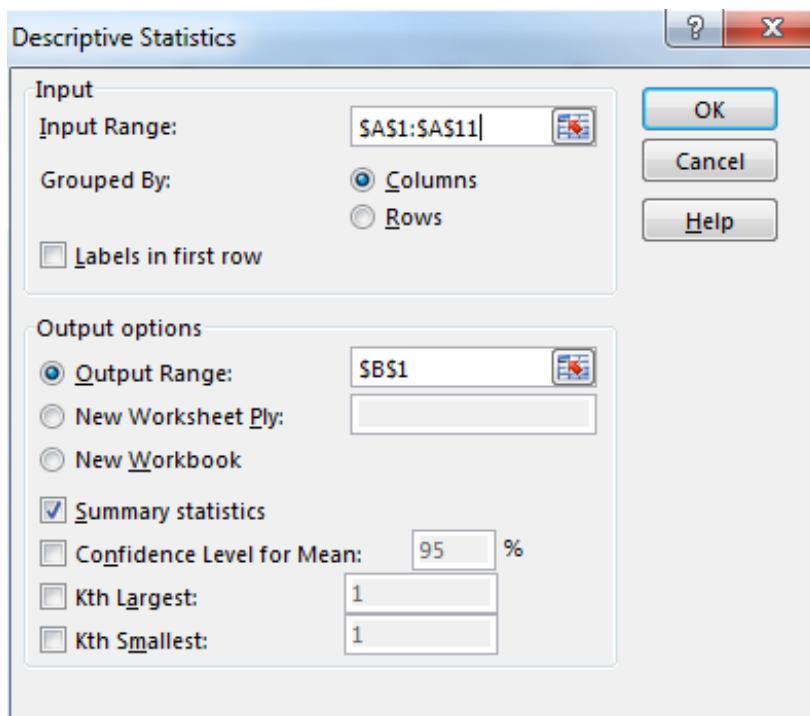 Descriptive Statistics
?
X
Input
Input Range:
$A$1:$A$11
OK
Cancel
Grouped By:
Columns
Rows
Help
Labels in first row
Output options
Output Range:
$B$1
New Worksheet Ply:
New Workbook
Summary statistics
Confidence Level for Mean:
95
%
Kth Largest:
1
Kth Smallest:
1